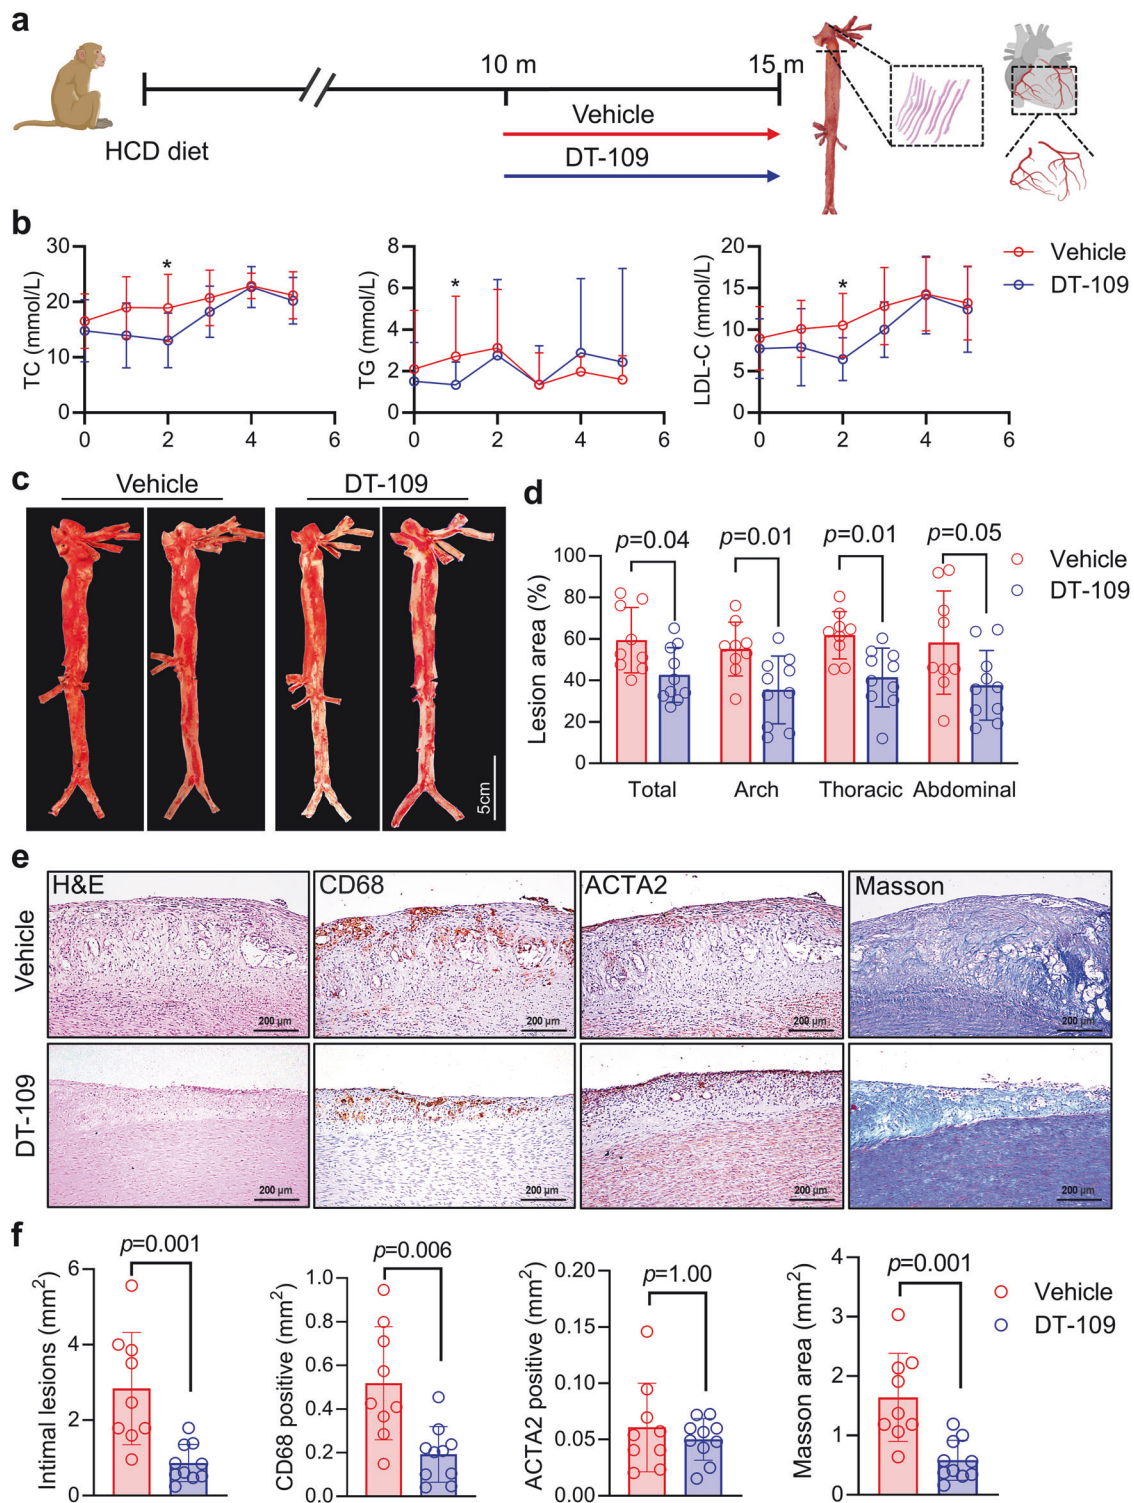 a
10 m
15 m
Vehicle
DT-109
HCD diet
b
TC (mmol/L)
30
20
10
0
0 2 4 6
*
TG (mmol/L)
8
6
4
2
0
0 2 4 6
*
LDL-C (mmol/L)
20
15
10
5
0
0 2 4 6
*
Vehicle
DT-109
c
Vehicle
DT-109
5cm
d
Lesion area (%)
100
80
60
40
20
0
p=0.04
p=0.01
p=0.01
p=0.05
Total
Arch
Thoracic
Abdominal
Vehicle
DT-109
e
H&E
CD68
ACTA2
Masson
Vehicle
200 µm
200 µm
200 µm
200 µm
DT-109
200 µm
200 µm
200 µm
200 µm
f
Intimal lesions (mm2)
6
4
2
0
p=0.001
CD68 positive (mm2)
1.0
0.8
0.6
0.4
0.2
0.0
p=0.006
ACTA2 positive (mm2)
0.20
0.15
0.10
0.05
0.00
p=1.00
Masson area (mm2)
4
3
2
1
0
p=0.001
Vehicle
DT-109